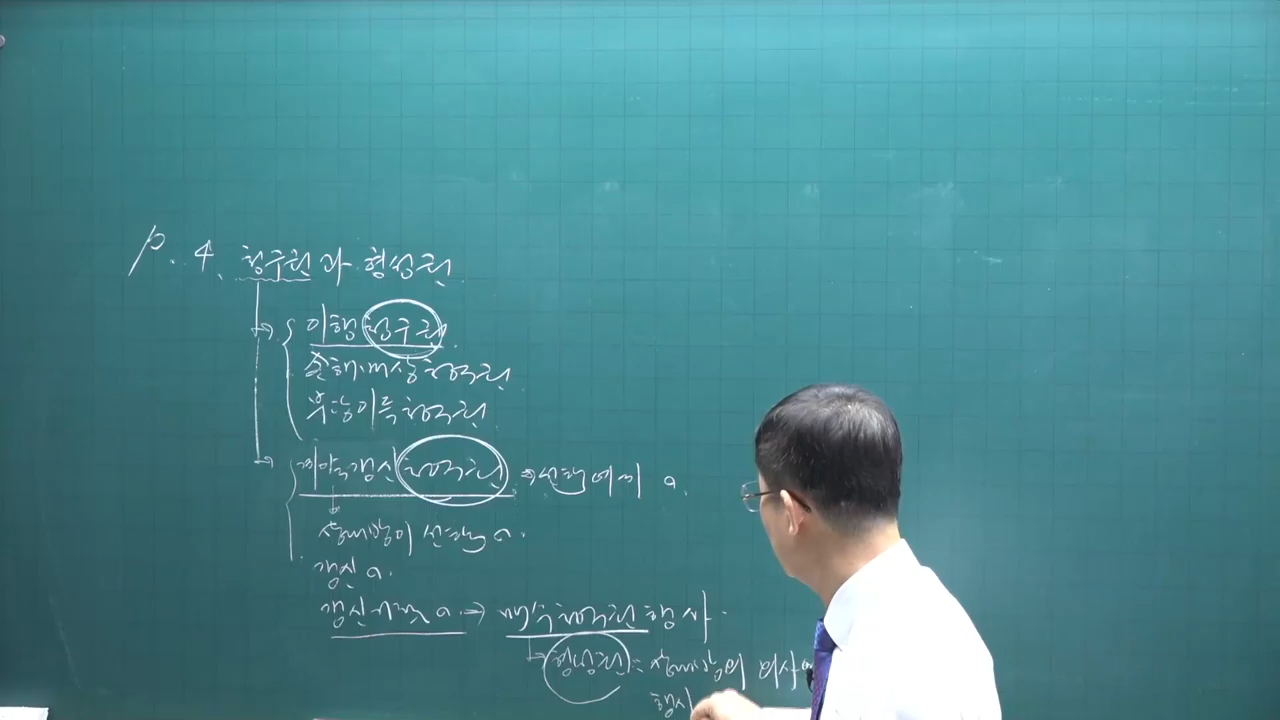 p. 4. 청구권과 형성권
이행청구권.
손해배상청구권.
부당이득청구권.
계약갱신청구권 → 선택에서 a.
상대방이 선택 a.
갱신 a.
갱신거절 a. → 매수청구권 행사.
형성권 = 상대방의 의사
행사